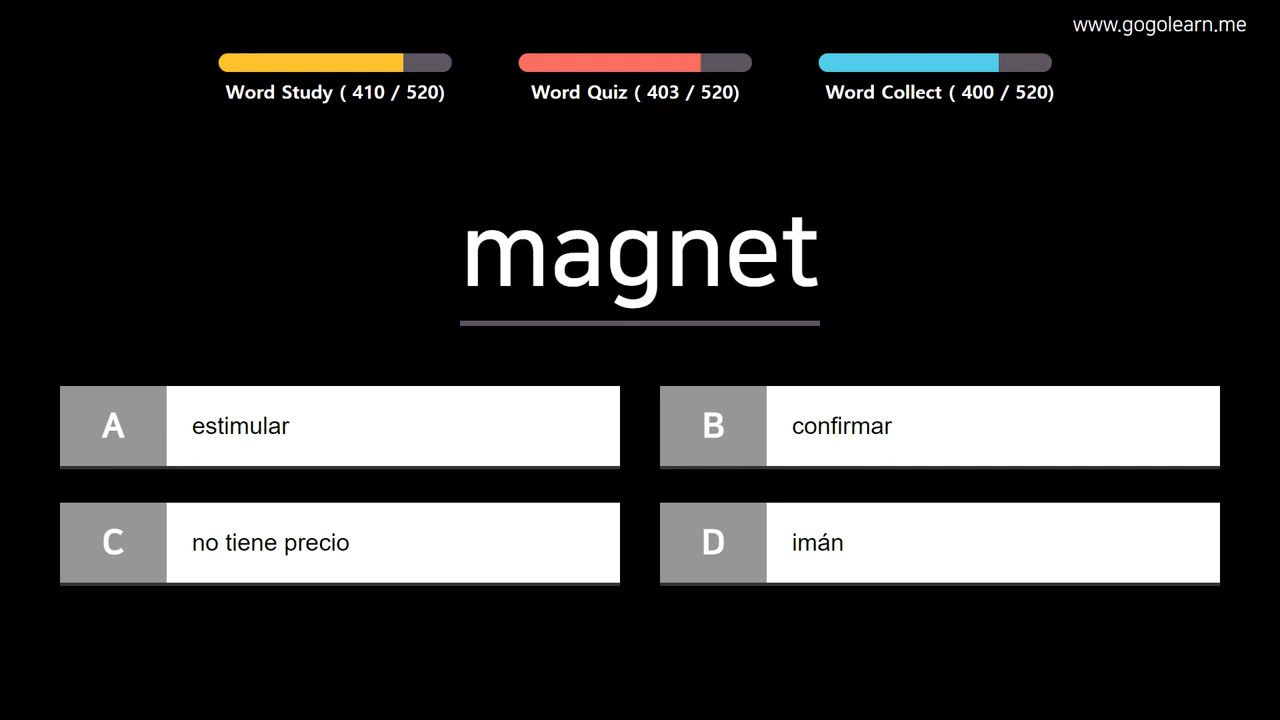 www.gogolearn.me
Word Study ( 410 / 520)
Word Quiz ( 403 / 520)
Word Collect ( 400 / 520)
magnet
A estimular
B confirmar
C no tiene precio
D imán